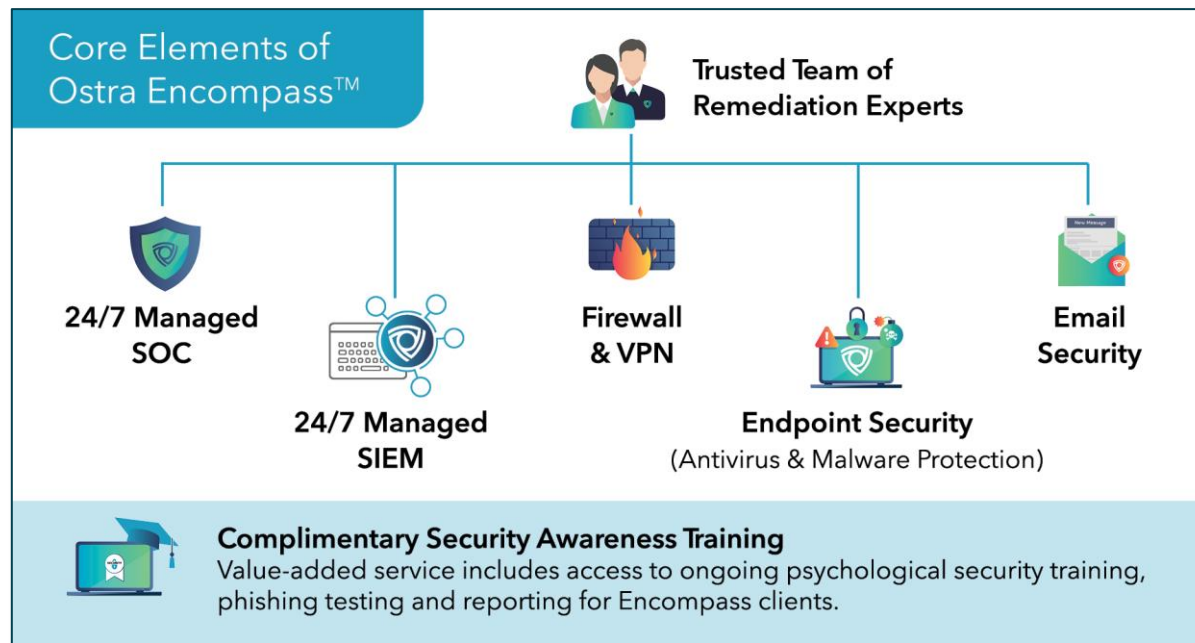 Core Elements of
Ostra Encompass™
Trusted Team of
Remediation Experts
24/7 Managed
SOC
24/7 Managed
SIEM
Firewall
& VPN
Endpoint Security
(Antivirus & Malware Protection)
New Message
Email
Security
Complimentary Security Awareness Training
Value-added service includes access to ongoing psychological security training,
phishing testing and reporting for Encompass clients.